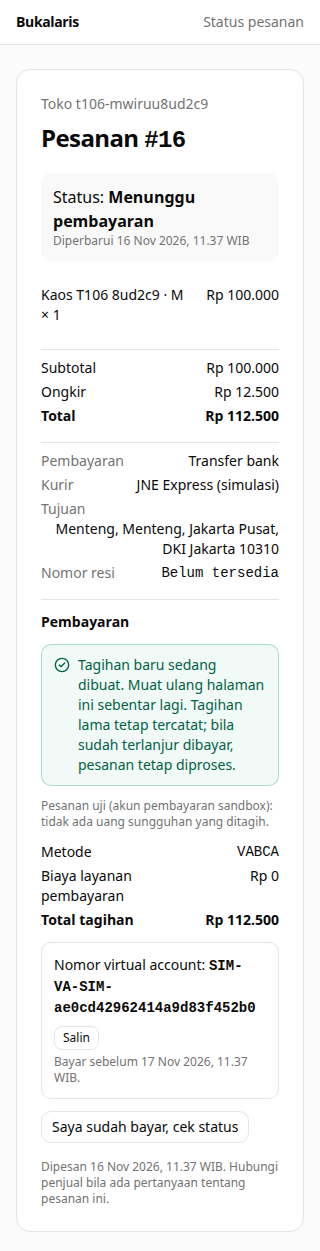 Bukalaris
Status pesanan
Toko t106-mwiruu8ud2c9
Pesanan #16
Status: Menunggu
pembayaran
Diperbarui 16 Nov 2026, 11.37 WIB
Kaos T106 8ud2c9 · M
× 1
Rp 100.000
Subtotal Rp 100.000
Ongkir Rp 12.500
Total Rp 112.500
Pembayaran Transfer bank
Kurir JNE Express (simulasi)
Tujuan
Menteng, Menteng, Jakarta Pusat,
DKI Jakarta 10310
Nomor resi Belum tersedia
Pembayaran
Tagihan baru sedang
dibuat. Muat ulang halaman
ini sebentar lagi. Tagihan
lama tetap tercatat; bila
sudah terlanjur dibayar,
pesanan tetap diproses.
Pesanan uji (akun pembayaran sandbox):
tidak ada uang sungguhan yang ditagih.
Metode VABCA
Biaya layanan
pembayaran
Rp 0
Total tagihan Rp 112.500
Nomor virtual account: SIM-
VA-SIM-
ae0cd42962414a9d83f452b0
Salin
Bayar sebelum 17 Nov 2026, 11.37
WIB.
Saya sudah bayar, cek status
Dipesan 16 Nov 2026, 11.37 WIB. Hubungi
penjual bila ada pertanyaan tentang
pesanan ini.